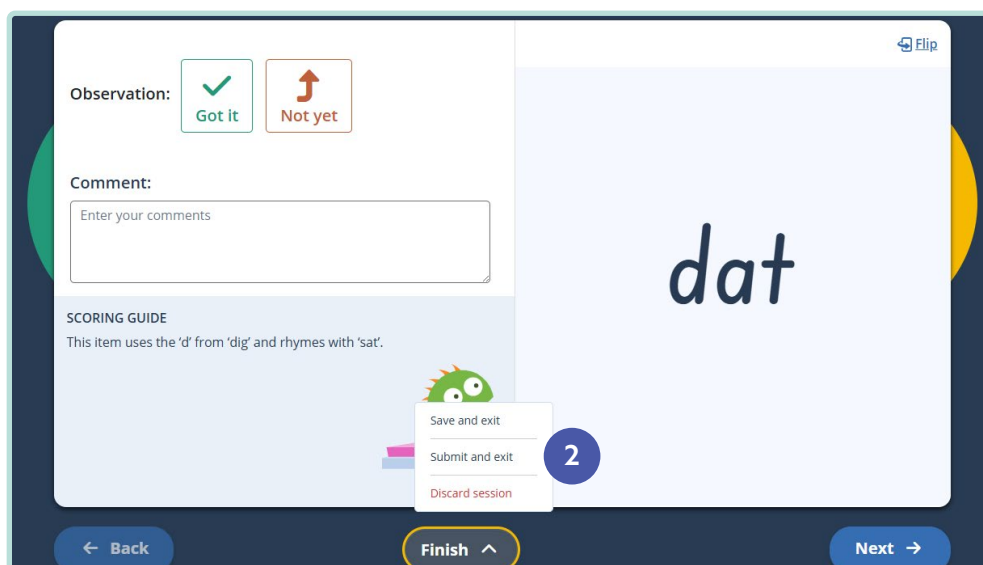 Flip
Observation:
Got it
Not yet
Comment:
Enter your comments
dat
SCORING GUIDE
This item uses the ‘d’ from ‘dig’ and rhymes with ‘sat’.
Save and exit
Submit and exit
2
Discard session
← Back
Finish
Next →